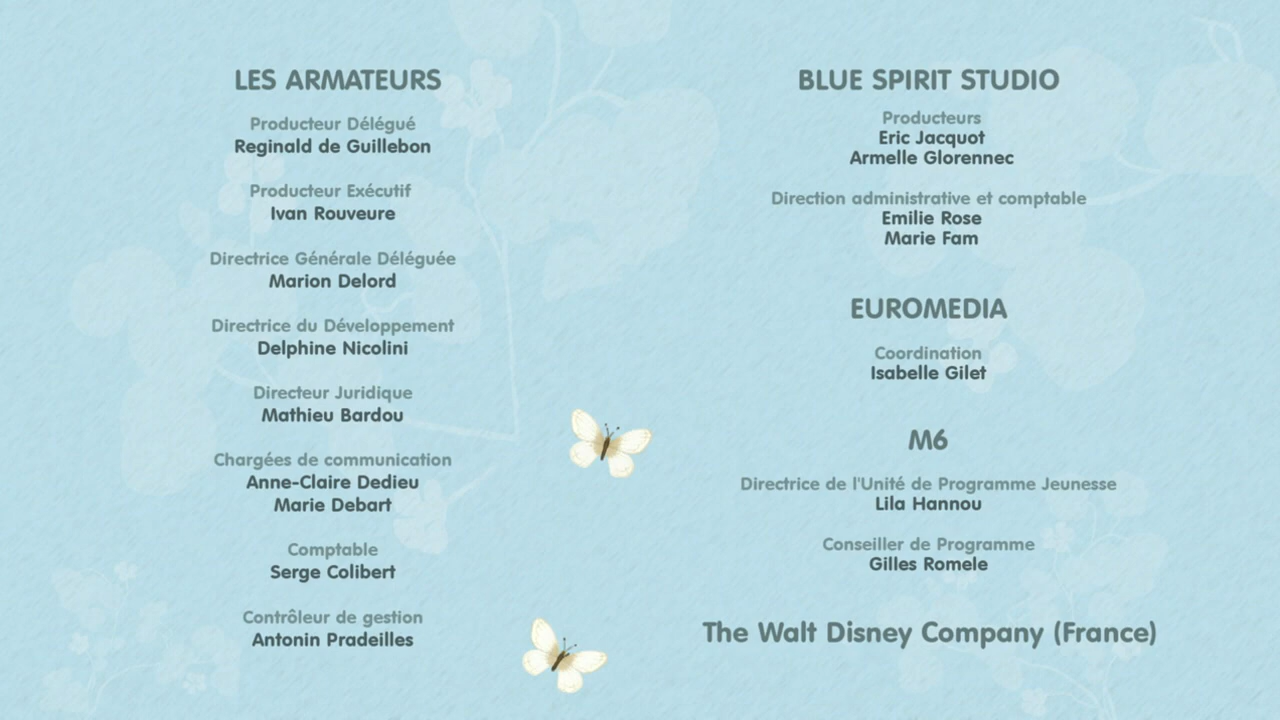 LES ARMATEURS
Producteur Délégué
Reginald de Guillebon
Producteur Exécutif
Ivan Rouveure
Directrice Générale Déléguée
Marion Delord
Directrice du Développement
Delphine Nicolini
Directeur Juridique
Mathieu Bardou
Chargées de communication
Anne-Claire Dedieu
Marie Debart
Comptable
Serge Colibert
Contrôleur de gestion
Antonin Pradeilles
BLUE SPIRIT STUDIO
Producteurs
Eric Jacquot
Armelle Glorennec
Direction administrative et comptable
Emilie Rose
Marie Fam
EUROMEDIA
Coordination
Isabelle Gilet
M6
Directrice de l'Unité de Programme Jeunesse
Lila Hannou
Conseiller de Programme
Gilles Romele
The Walt Disney Company (France)